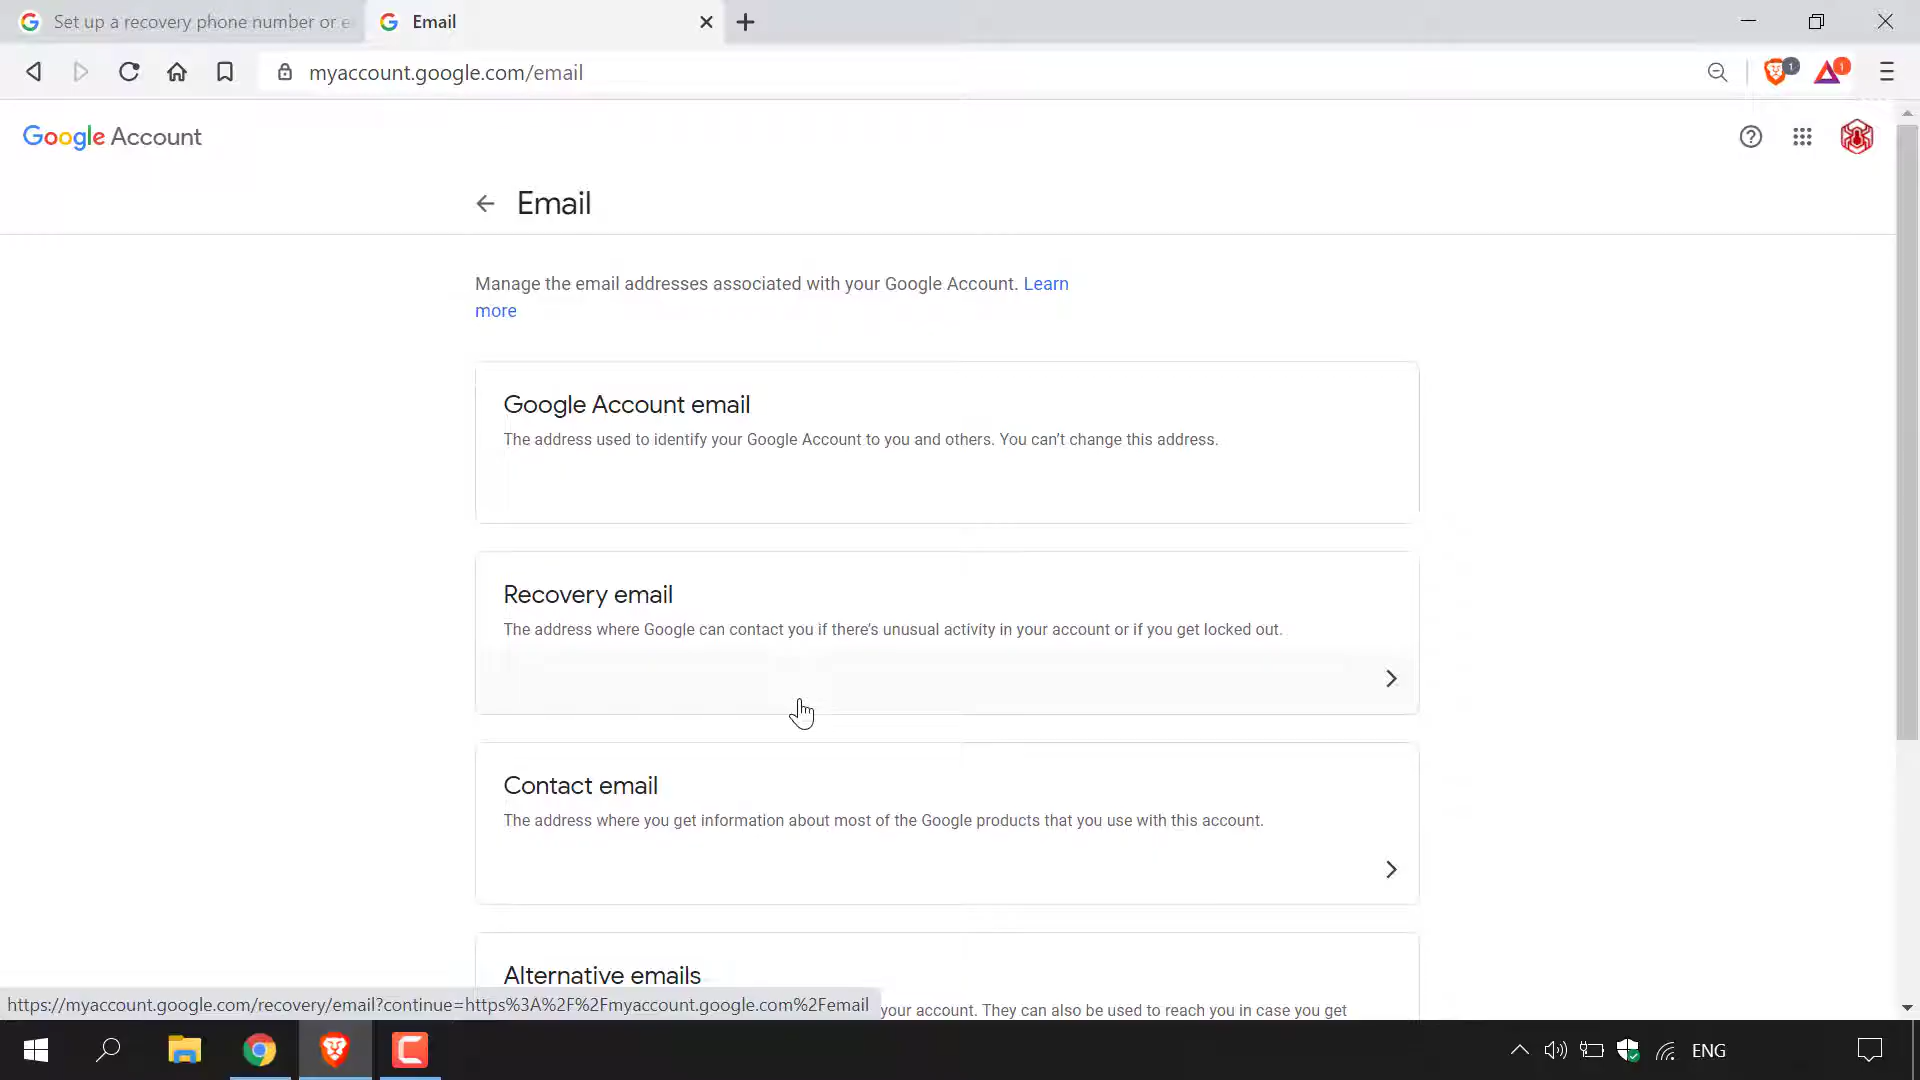 Set up a recovery phone number or e
Email
myaccount.google.com/email
1
1
Google Account
Email
Manage the email addresses associated with your Google Account. Learn
more
Google Account email
The address used to identify your Google Account to you and others. You can't change this address.
Recovery email
The address where Google can contact you if there's unusual activity in your account or if you get locked out.
Contact email
The address where you get information about most of the Google products that you use with this account.
Alternative emails
your account. They can also be used to reach you in case you get
https://myaccount.google.com/recovery/email?continue=https%3A%2F%2Fmyaccount.google.com%2Femail
ENG